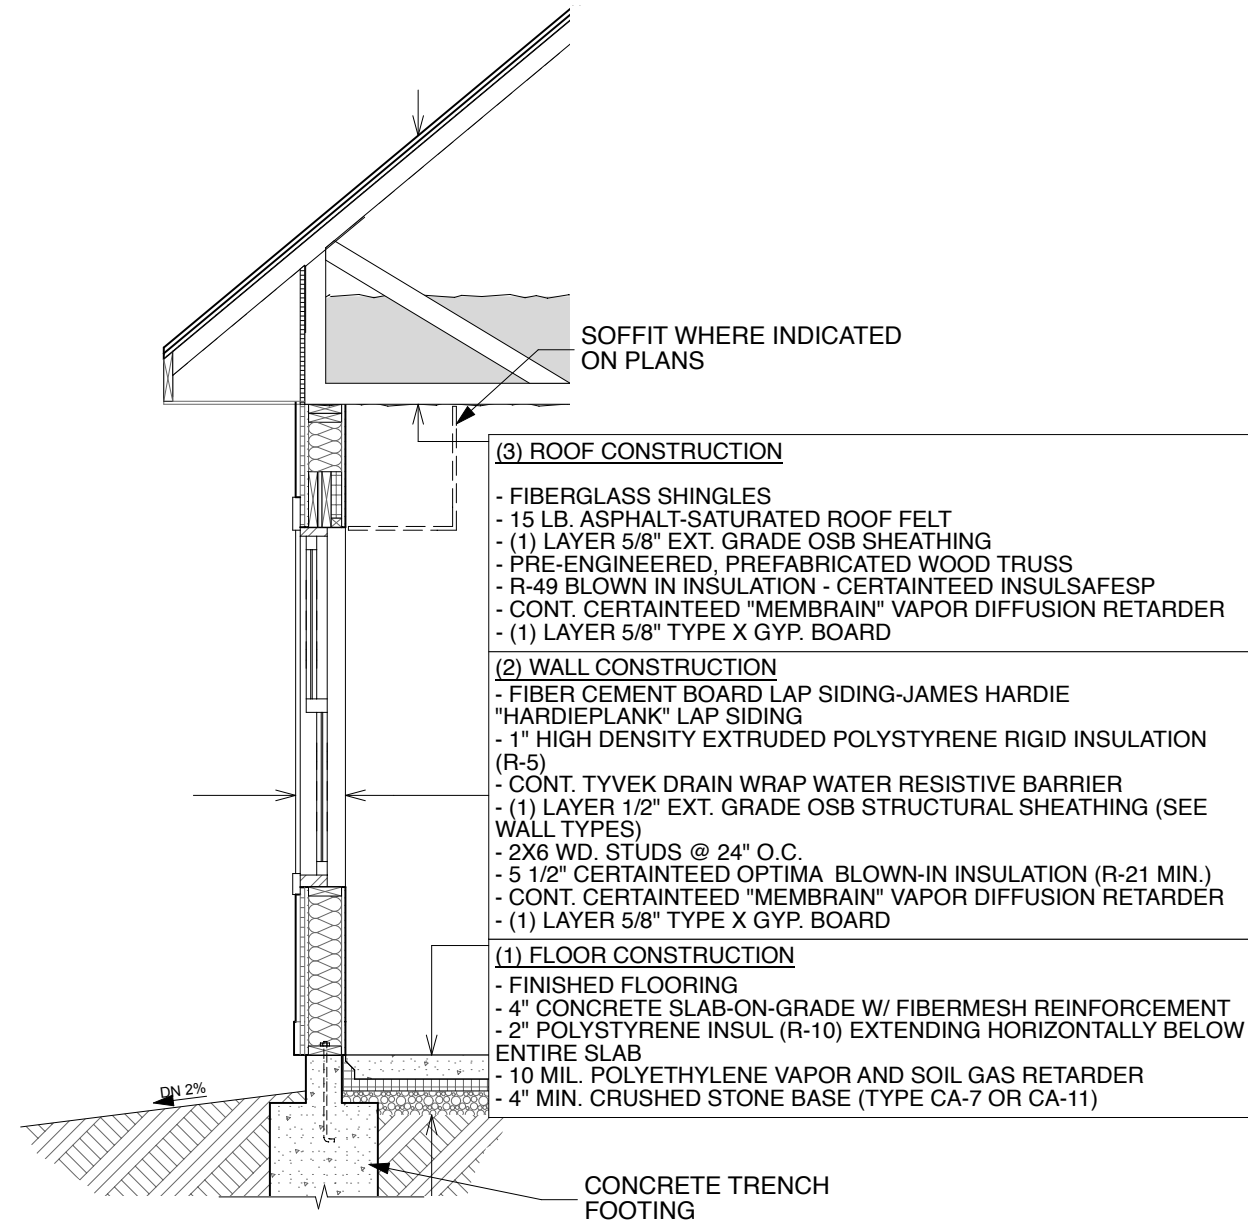 SOFFIT WHERE INDICATED
ON PLANS
(3) ROOF CONSTRUCTION
- FIBERGLASS SHINGLES
- 15 LB. ASPHALT-SATURATED ROOF FELT
- (1) LAYER 5/8" EXT. GRADE OSB SHEATHING
- PRE-ENGINEERED, PREFABRICATED WOOD TRUSS
- R-49 BLOWN IN INSULATION - CERTAINTEED INSULSAFESP
- CONT. CERTAINTEED "MEMBRAIN" VAPOR DIFFUSION RETARDER
- (1) LAYER 5/8" TYPE X GYP. BOARD
(2) WALL CONSTRUCTION
- FIBER CEMENT BOARD LAP SIDING-JAMES HARDIE
"HARDIEPLANK" LAP SIDING
- 1" HIGH DENSITY EXTRUDED POLYSTYRENE RIGID INSULATION
(R-5)
- CONT. TYVEK DRAIN WRAP WATER RESISTIVE BARRIER
- (1) LAYER 1/2" EXT. GRADE OSB STRUCTURAL SHEATHING (SEE
WALL TYPES)
- 2X6 WD. STUDS @ 24" O.C.
- 5 1/2" CERTAINTEED OPTIMA  BLOWN-IN INSULATION (R-21 MIN.)
- CONT. CERTAINTEED "MEMBRAIN" VAPOR DIFFUSION RETARDER
- (1) LAYER 5/8" TYPE X GYP. BOARD
(1) FLOOR CONSTRUCTION
- FINISHED FLOORING
- 4" CONCRETE SLAB-ON-GRADE W/ FIBERMESH REINFORCEMENT
- 2" POLYSTYRENE INSUL (R-10) EXTENDING HORIZONTALLY BELOW
ENTIRE SLAB
- 10 MIL. POLYETHYLENE VAPOR AND SOIL GAS RETARDER
- 4" MIN. CRUSHED STONE BASE (TYPE CA-7 OR CA-11)
DN 2%
CONCRETE TRENCH
FOOTING